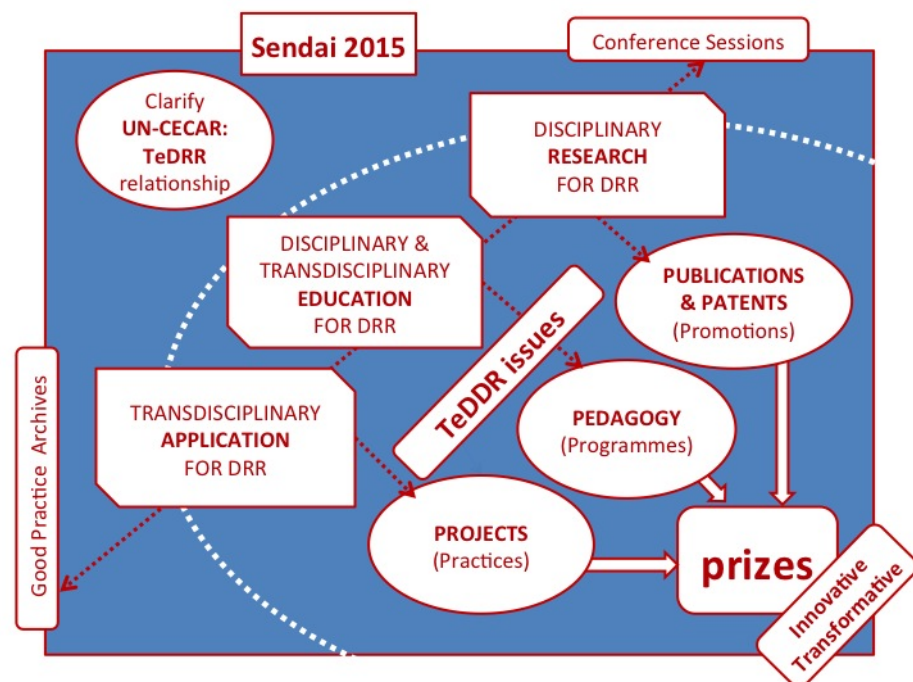 Sendai 2015
Conference Sessions
Clarify
UN-CECAR:
TeDRR
relationship
DISCIPLINARY
RESEARCH
FOR DRR
DISCIPLINARY &
TRANSDISCIPLINARY
EDUCATION
FOR DRR
PUBLICATIONS
& PATENTS
(Promotions)
TeDDR issues
Good Practice Archives
TRANSDISCIPLINARY
APPLICATION
FOR DRR
PEDAGOGY
(Programmes)
PROJECTS
(Practices)
prizes
Innovative
Transformative